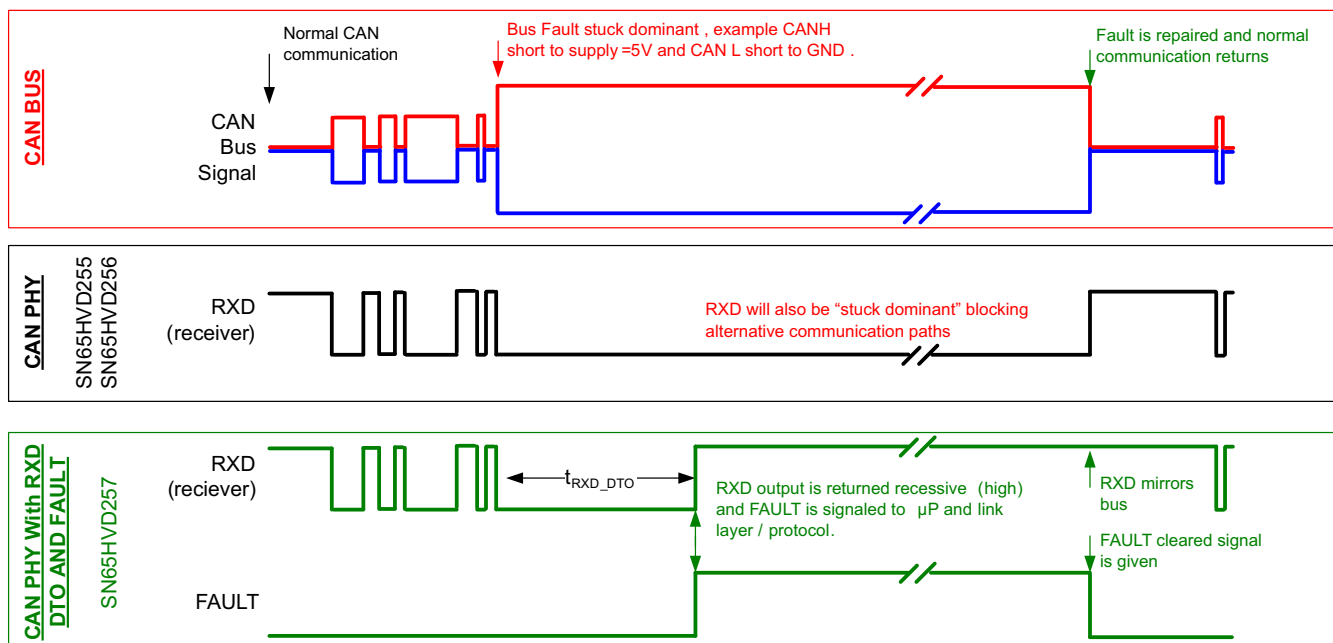 CAN BUS
Normal CAN
communication
Bus Fault stuck dominant , example CANH
short to supply =5V and CAN L short to GND .
Fault is repaired and normal
communication returns
CAN
Bus
Signal
CAN PHY
SN65HVD255
SN65HVD256
RXD
(receiver)
RXD will also be “stuck dominant” blocking
alternative communication paths
CAN PHY With RXD
DTO AND FAULT
SN65HVD257
RXD
(reciever)
tRXD_DTO
RXD output is returned recessive (high)
and FAULT is signaled to µP and link
layer / protocol.
RXD mirrors
bus
FAULT cleared signal
is given
FAULT